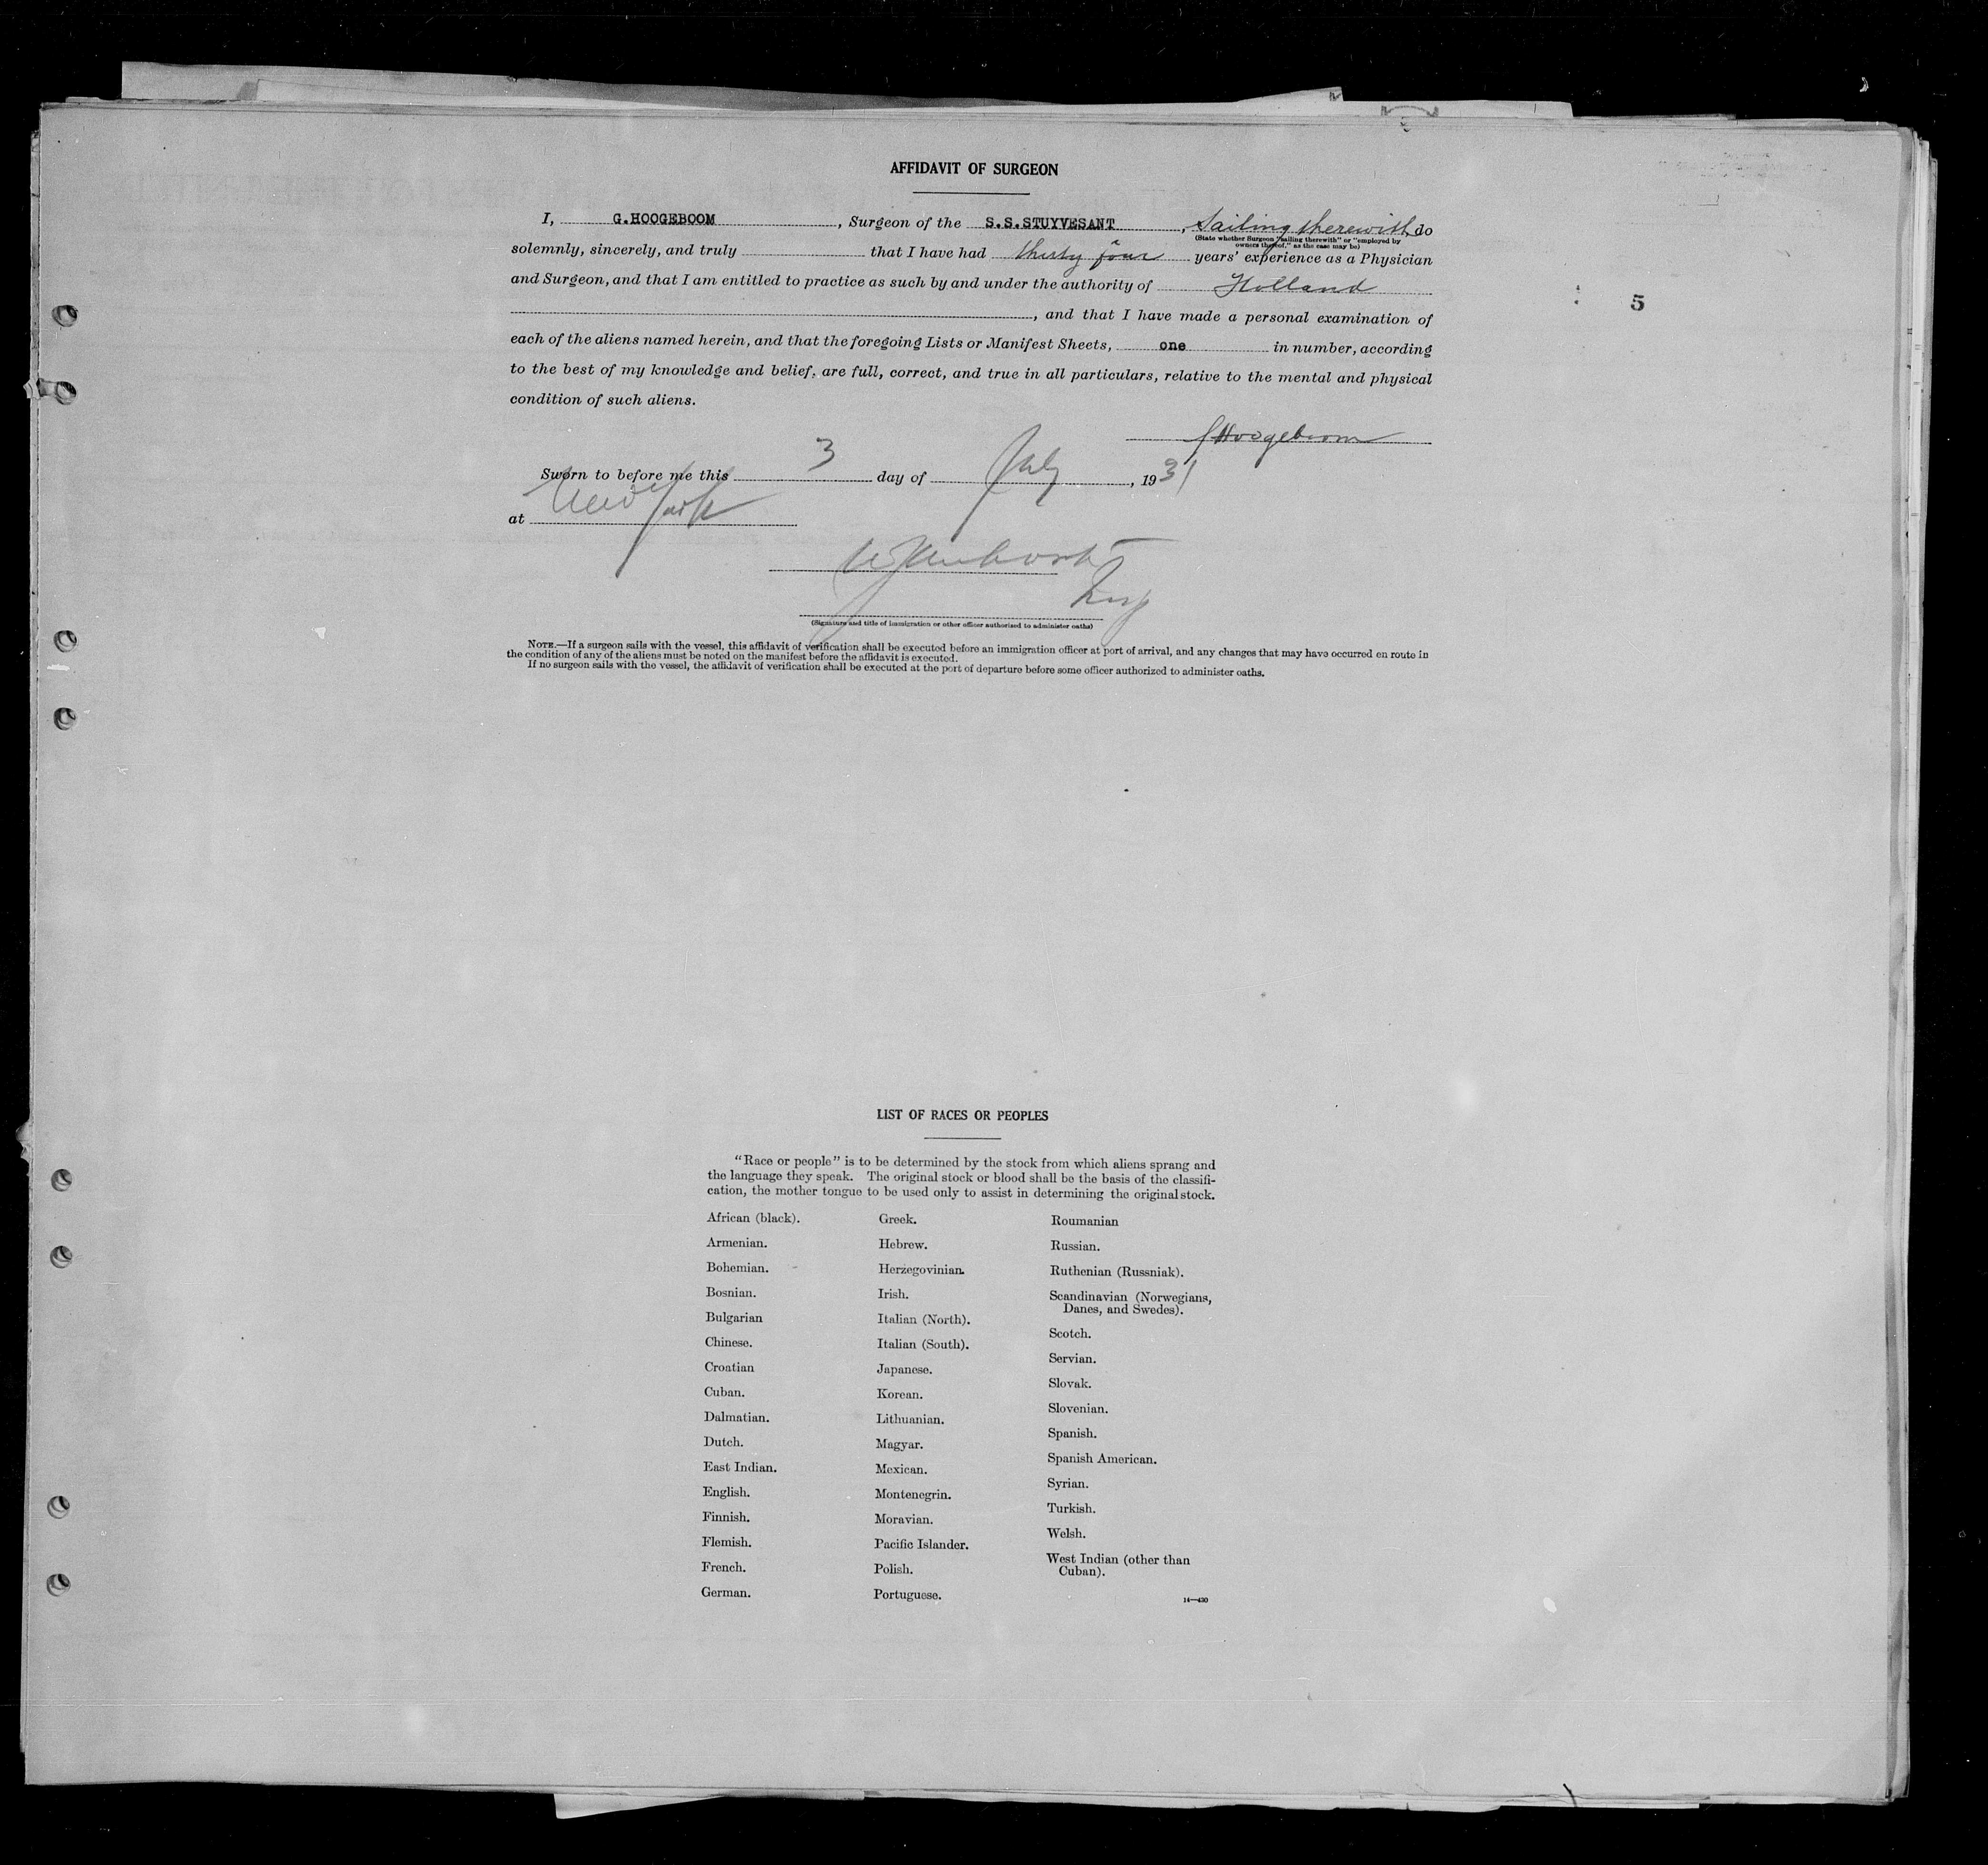 AFFIDAVIT OF SURGEON
I, G.HOOGEBOOM, Surgeon of the S.S.STUYVESANT, Sailing therewith, do
(State whether Surgeon "sailing therewith" or "employed by
owners thereof," as the case may be)
solemnly, sincerely, and truly that I have had thirty four years' experience as a Physician
and Surgeon, and that I am entitled to practice as such by and under the authority of Holland
, and that I have made a personal examination of
5
each of the aliens named herein, and that the foregoing Lists or Manifest Sheets, one in number, according
to the best of my knowledge and belief, are full, correct, and true in all particulars, relative to the mental and physical
condition of such aliens.
Hoogeboom
Sworn to before me this 3 day of July, 1931
at New York
Insp
(Signature and title of immigration or other officer authorized to administer oaths)
NOTE.—If a surgeon sails with the vessel, this affidavit of verification shall be executed before an immigration officer at port of arrival, and any changes that may have occurred en route in
the condition of any of the aliens must be noted on the manifest before the affidavit is executed.
If no surgeon sails with the vessel, the affidavit of verification shall be executed at the port of departure before some officer authorized to administer oaths.
LIST OF RACES OR PEOPLES
"Race or people" is to be determined by the stock from which aliens sprang and
the language they speak. The original stock or blood shall be the basis of the classifi-
cation, the mother tongue to be used only to assist in determining the original stock.
African (black).
Armenian.
Bohemian.
Bosnian.
Bulgarian
Chinese.
Croatian
Cuban.
Dalmatian.
Dutch.
East Indian.
English.
Finnish.
Flemish.
French.
German.
Greek.
Hebrew.
Herzegovinian.
Irish.
Italian (North).
Italian (South).
Japanese.
Korean.
Lithuanian.
Magyar.
Mexican.
Montenegrin.
Moravian.
Pacific Islander.
Polish.
Portuguese.
Roumanian
Russian.
Ruthenian (Russniak).
Scandinavian (Norwegians,
Danes, and Swedes).
Scotch.
Servian.
Slovak.
Slovenian.
Spanish.
Spanish American.
Syrian.
Turkish.
Welsh.
West Indian (other than
Cuban).
14—430